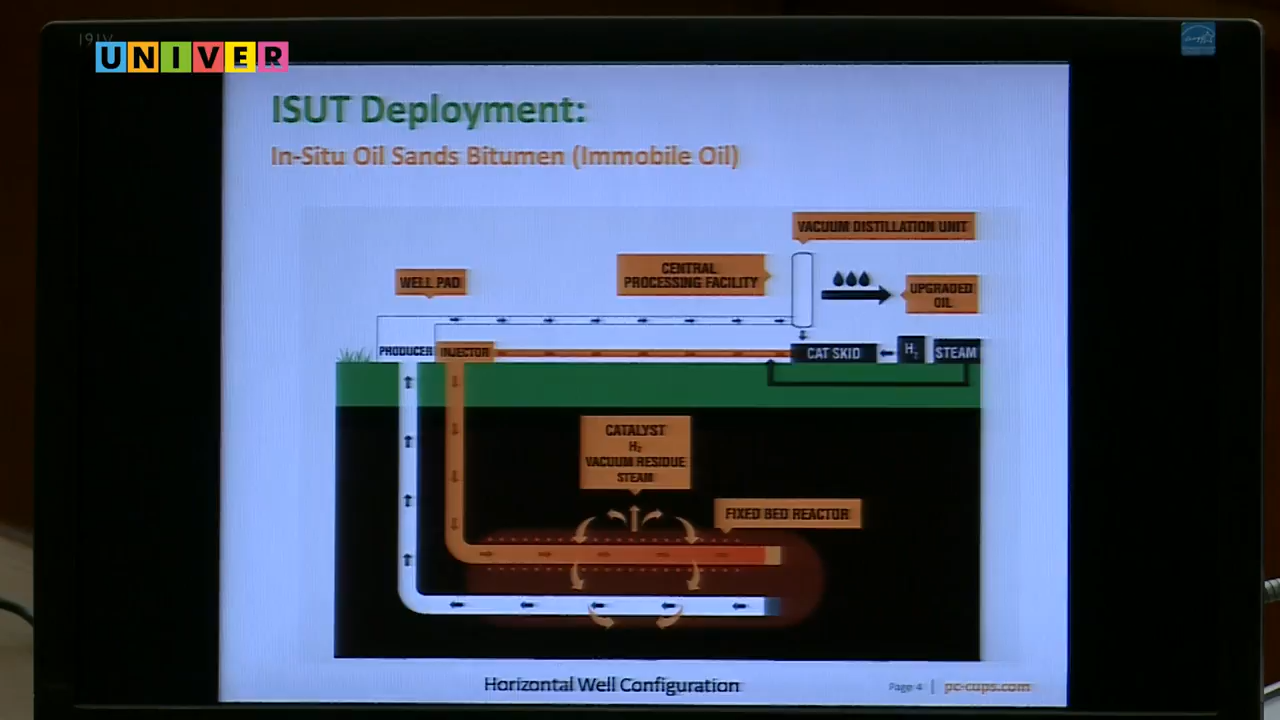 UNIVER
ISUT Deployment:
In-Situ Oil Sands Bitumen (Immobile Oil)
VACUUM DISTILLATION UNIT
CENTRAL
PROCESSING FACILITY
WELL PAD
UPGRADED
OIL
PRODUCER
INJECTOR
CAT SKID
H₂
STEAM
CATALYST
H₂
VACUUM RESIDUE
STEAM
FIXED BED REACTOR
Horizontal Well Configuration
Page 4 | pc-cups.com